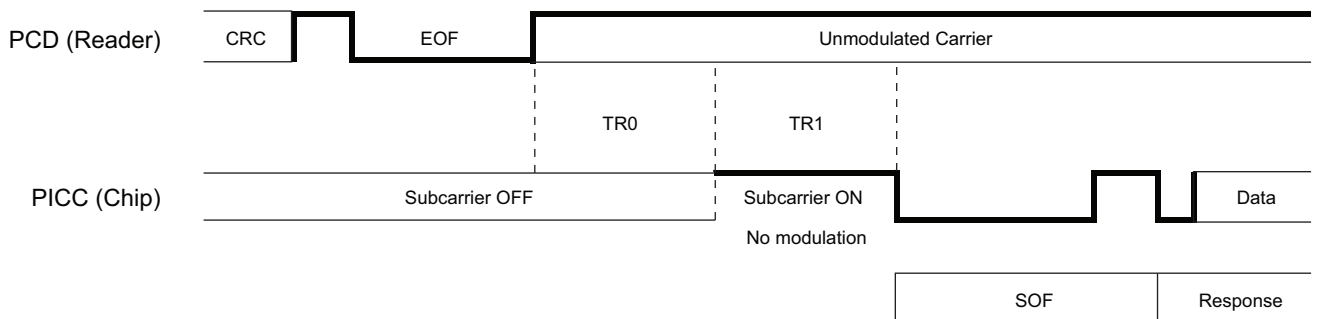 PCD (Reader)
CRC
EOF
Unmodulated Carrier
TR0
TR1
PICC (Chip)
Subcarrier OFF
Subcarrier ON
No modulation
Data
SOF
Response